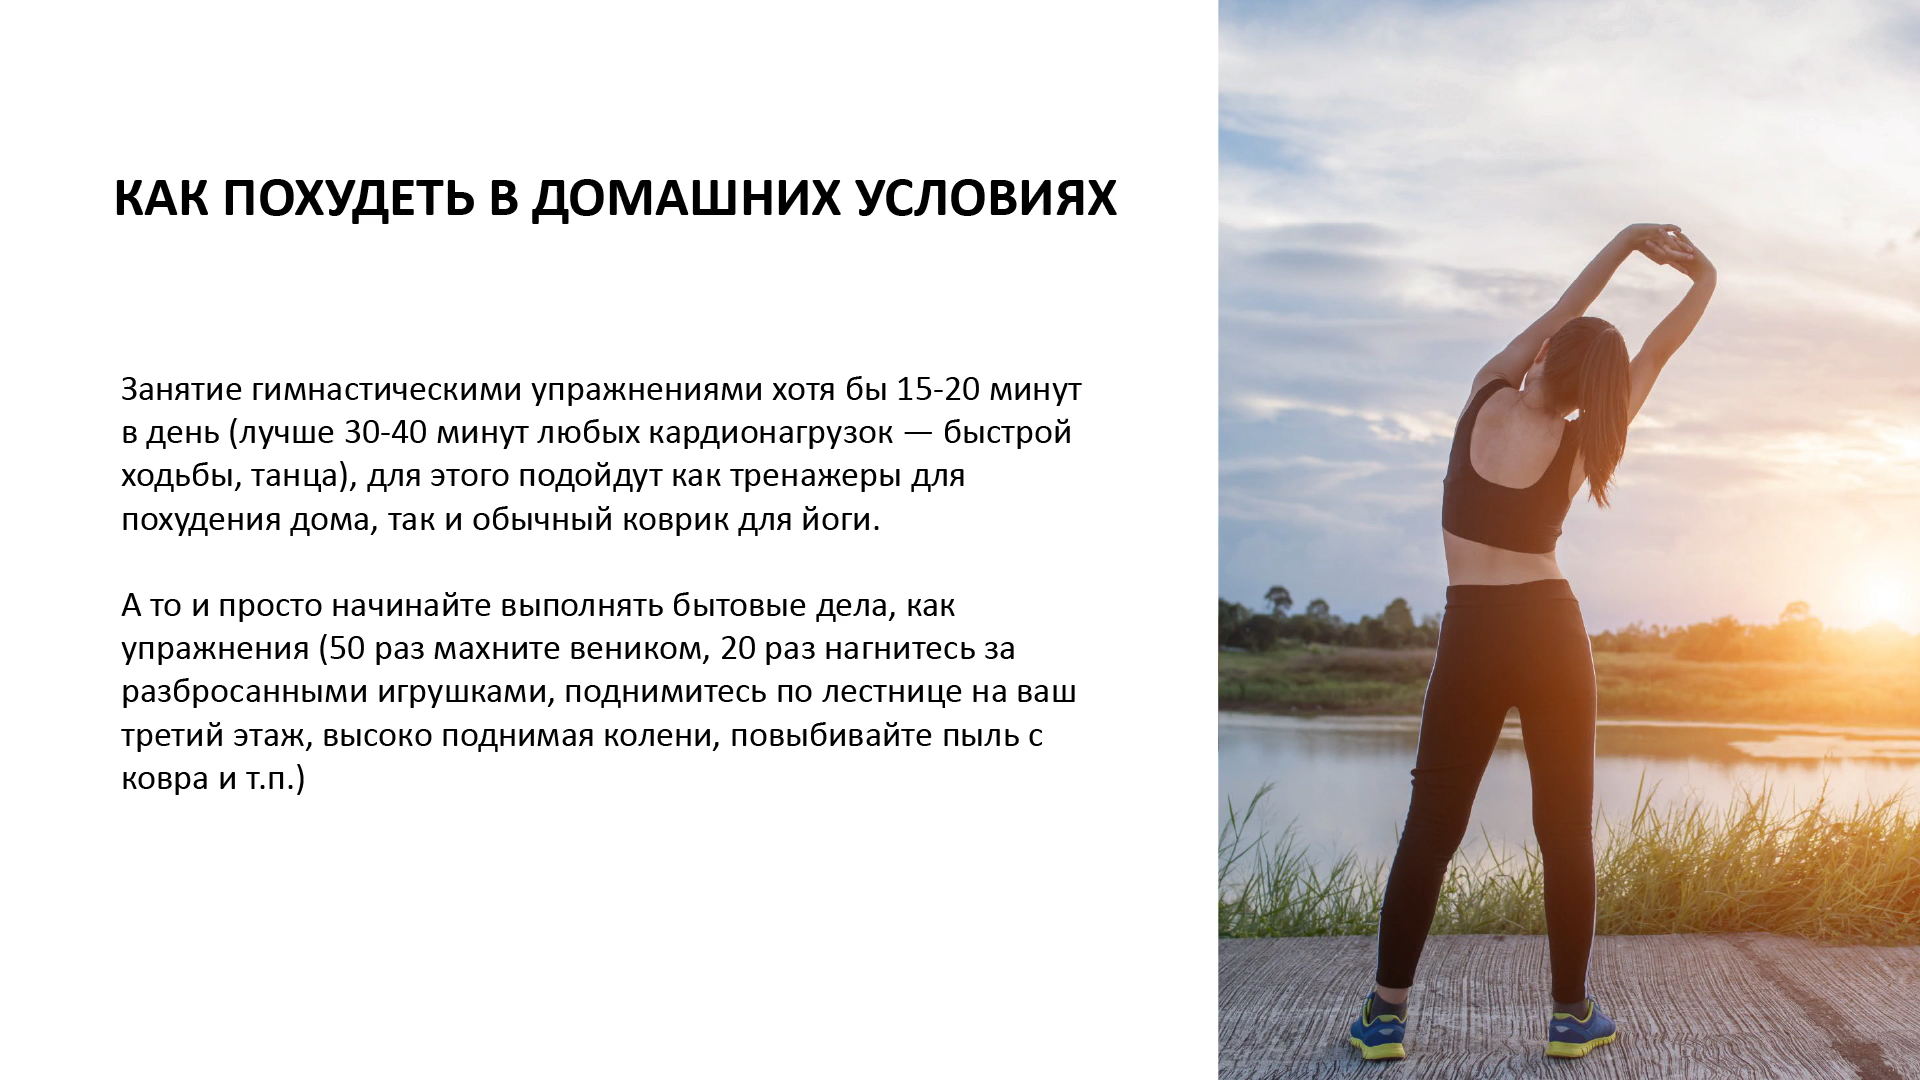 КАК ПОХУДЕТЬ В ДОМАШНИХ УСЛОВИЯХ
Занятие гимнастическими упражнениями хотя бы 15-20 минут
в день (лучше 30-40 минут любых кардионагрузок — быстрой
ходьбы, танца), для этого подойдут как тренажеры для
похудения дома, так и обычный коврик для йоги.
А то и просто начинайте выполнять бытовые дела, как
упражнения (50 раз махните веником, 20 раз нагнитесь за
разбросанными игрушками, поднимитесь по лестнице на ваш
третий этаж, высоко поднимая колени, повыбивайте пыль с
ковра и т.п.)